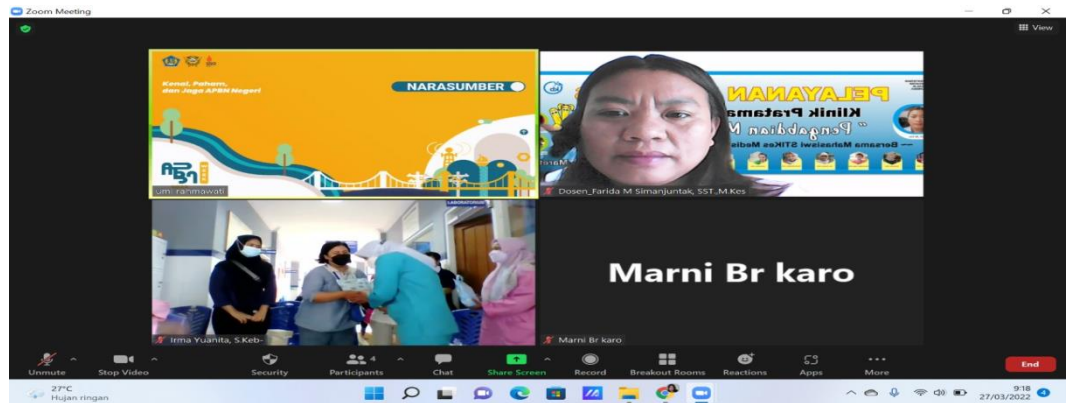 Zoom Meeting
View
Kenal, Paham,
dan Jaga APBN Negeri
NARASUMBER
umi rahmawati
PELAYANAN
Klinik Pratama
" Pengabdian M
Bersama Mahasiswi STIKes Medis
Dosen_Farida M Simanjuntak, SST.,M.Kes
LABORATORIUM
Irma Yuanita, S.Keb-
Marni Br karo
Marni Br karo
Unmute
Stop Video
Security
4
Participants
Chat
Share Screen
Record
Breakout Rooms
Reactions
Apps
More
End
27°C
Hujan ringan
9:18
27/03/2022
4